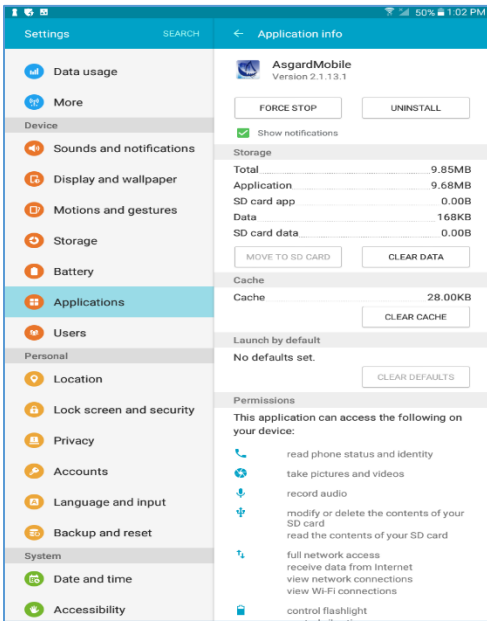 50% 1:02 PM
Settings SEARCH
Data usage
More
Device
Sounds and notifications
Display and wallpaper
Motions and gestures
Storage
Battery
Applications
Users
Personal
Location
Lock screen and security
Privacy
Accounts
Language and input
Backup and reset
System
Date and time
Accessibility
Application info
AsgardMobile
Version 2.1.13.1
FORCE STOP UNINSTALL
Show notifications
Storage
Total 9.85MB
Application 9.68MB
SD card app 0.00B
Data 168KB
SD card data 0.00B
MOVE TO SD CARD CLEAR DATA
Cache
Cache 28.00KB
CLEAR CACHE
Launch by default
No defaults set.
CLEAR DEFAULTS
Permissions
This application can access the following on
your device:
read phone status and identity
take pictures and videos
record audio
modify or delete the contents of your
SD card
read the contents of your SD card
full network access
receive data from Internet
view network connections
view Wi-Fi connections
control flashlight